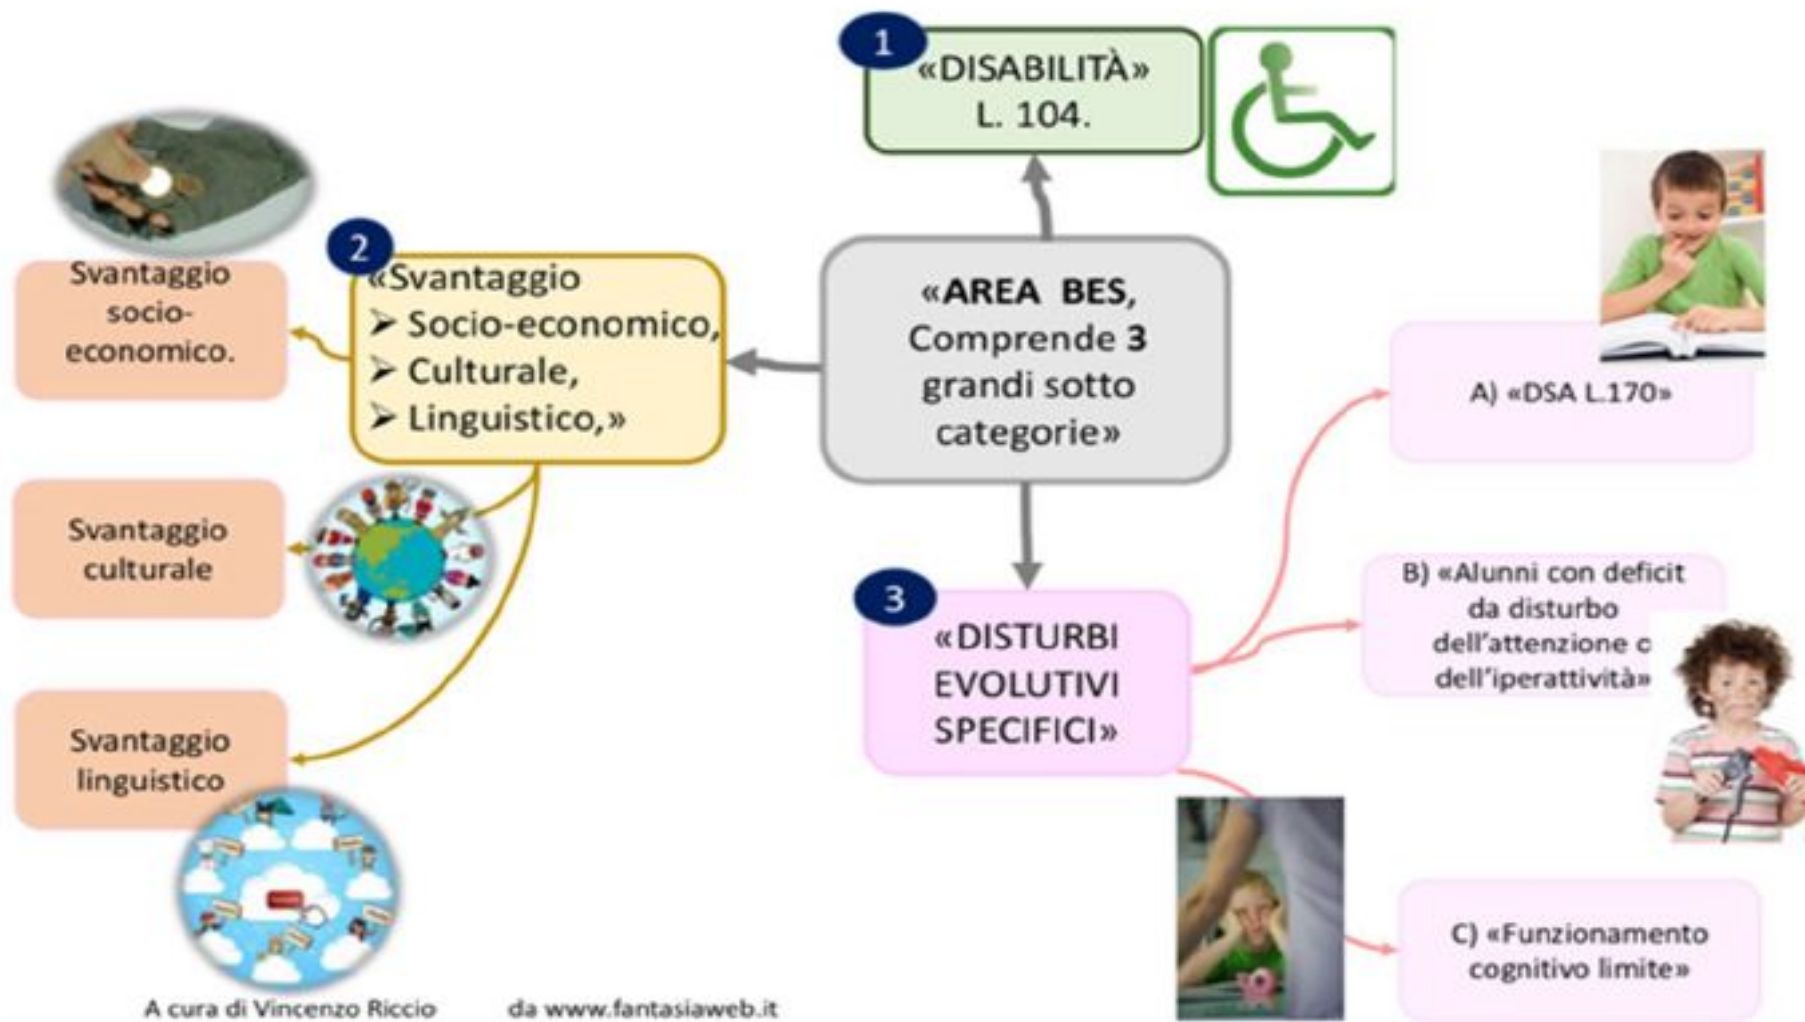 1
«DISABILITÀ»
L. 104.
2
«Svantaggio
➢ Socio-economico,
➢ Culturale,
➢ Linguistico,»
Svantaggio
socio-
economico.
Svantaggio
culturale
Svantaggio
linguistico
«AREA BES,
Comprende 3
grandi sotto
categorie»
3
«DISTURBI
EVOLUTIVI
SPECIFICI»
A) «DSA L.170»
B) «Alunni con deficit
da disturbo
dell'attenzione
dell'iperattività»
C) «Funzionamento
cognitivo limite»
A cura di Vincenzo Riccio da www.fantasiaweb.it